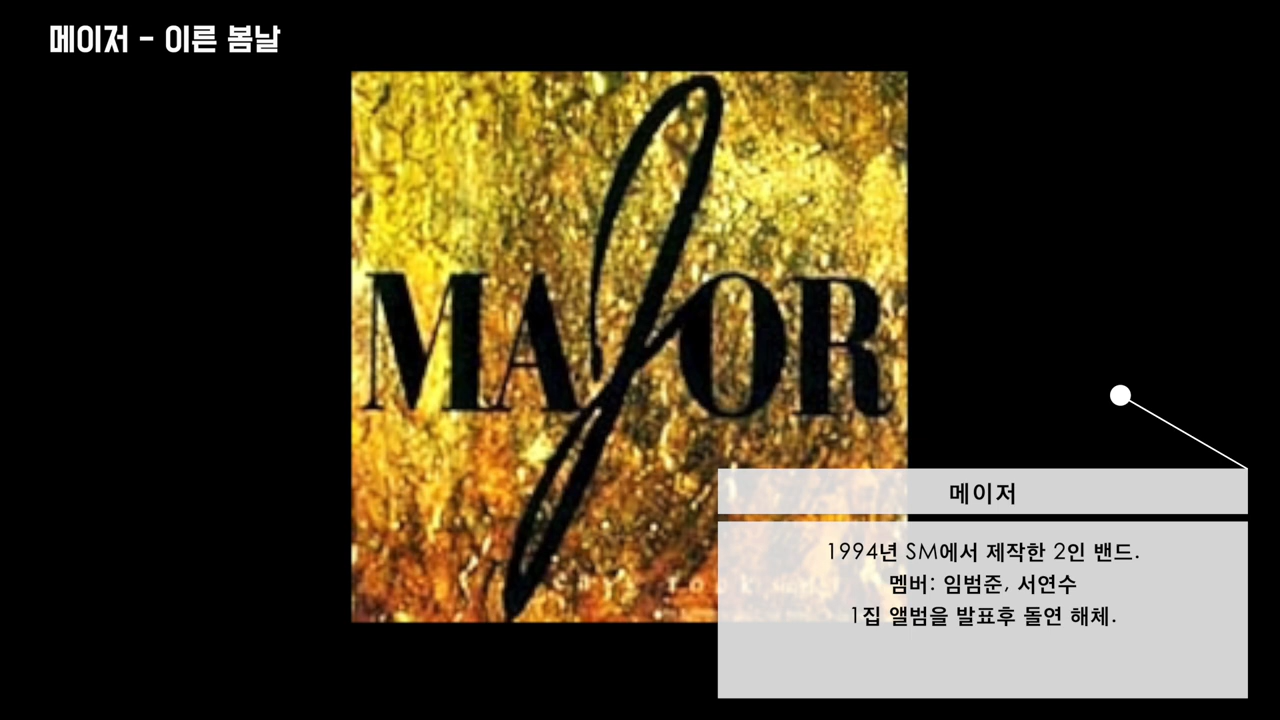 메이저 - 이른 봄날
MAJOR
메이저
1994년 SM에서 제작한 2인 밴드.
멤버: 임범준, 서연수
1집 앨범을 발표후 돌연 해체.